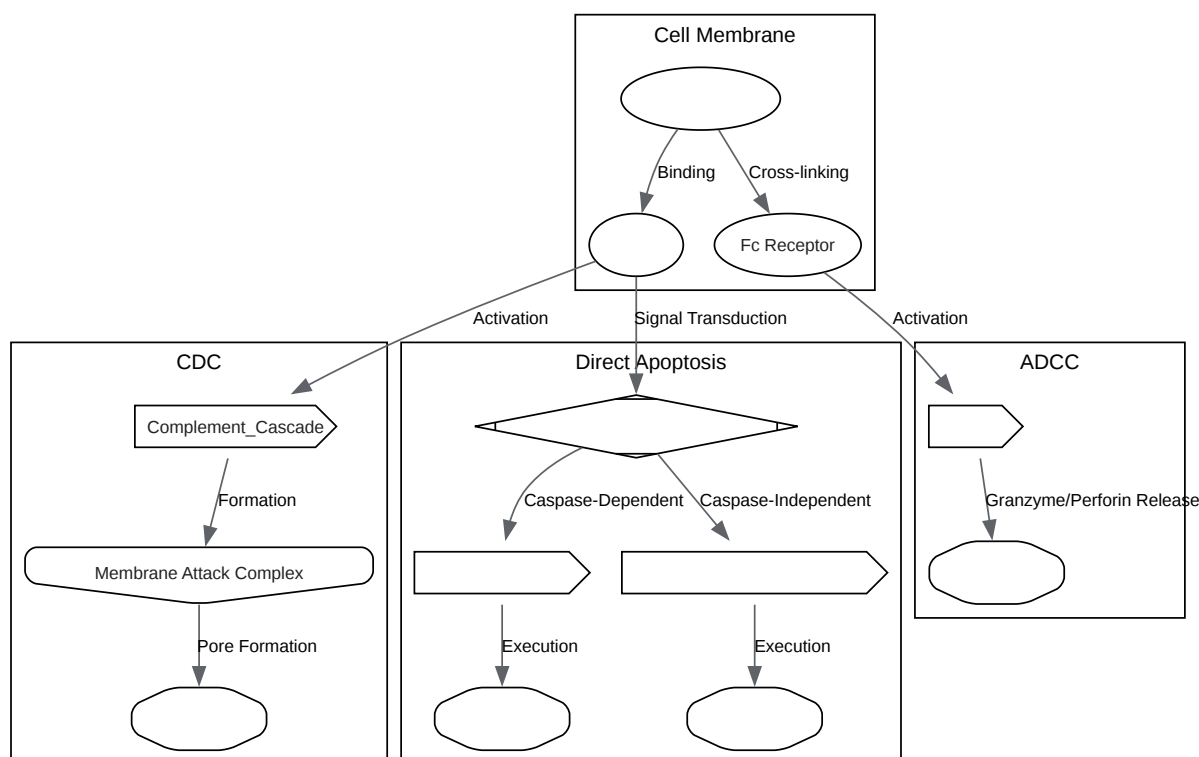 Cell Membrane
Binding
Cross-linking
Fc Receptor
Activation
Signal Transduction
Activation
CDC
Direct Apoptosis
ADCC
Complement_Cascade
Formation
Caspase-Dependent
Caspase-Independent
Granzyme/Perforin Release
Membrane Attack Complex
Pore Formation
Execution
Execution